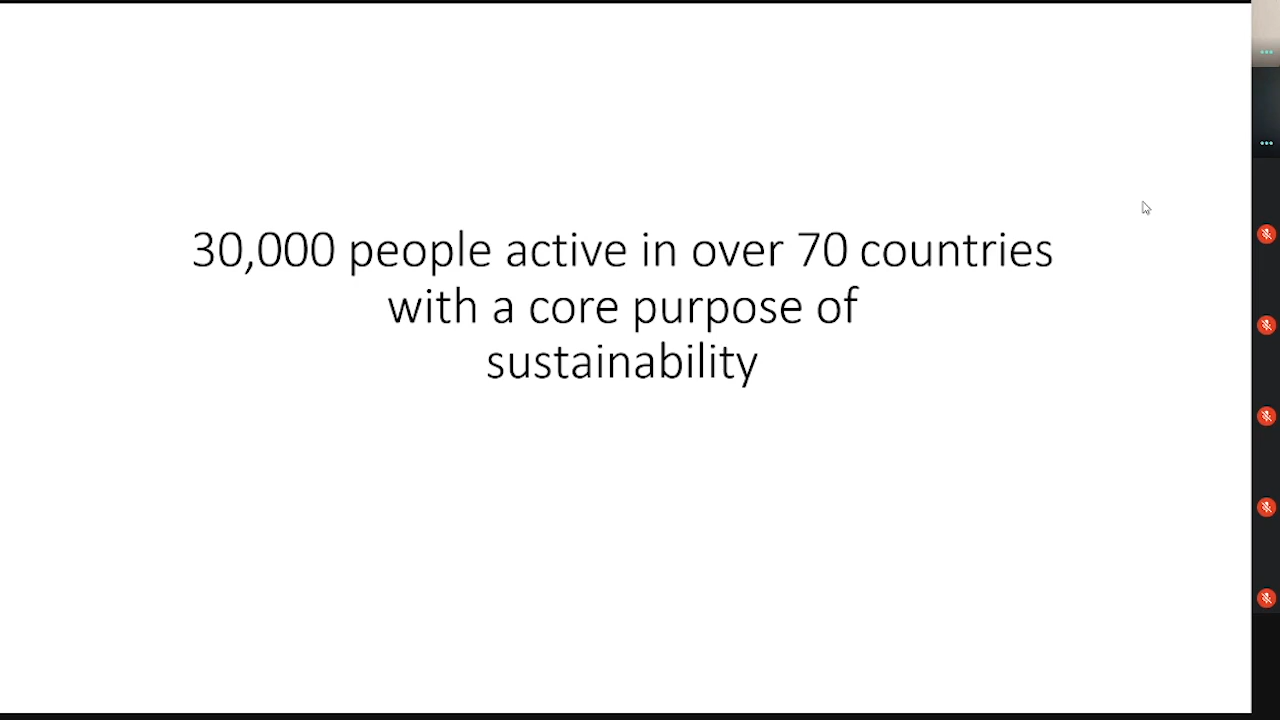 30,000 people active in over 70 countries
with a core purpose of
sustainability